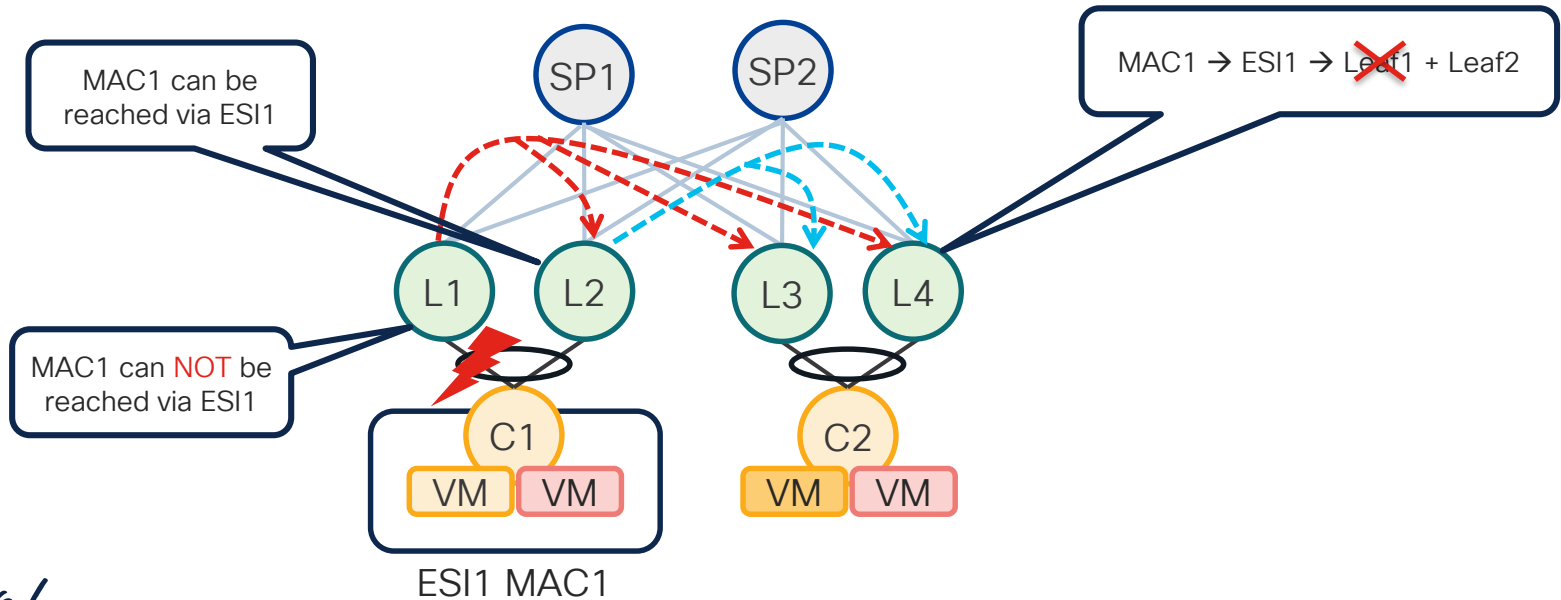 MAC1 can be
reached via ESI1
SP1
SP2
MAC1 → ESI1 → Leaf1 + Leaf2
L1
L2
L3
L4
MAC1 can NOT be
reached via ESI1
C1
C2
VM
VM
VM
VM
ESI1 MAC1